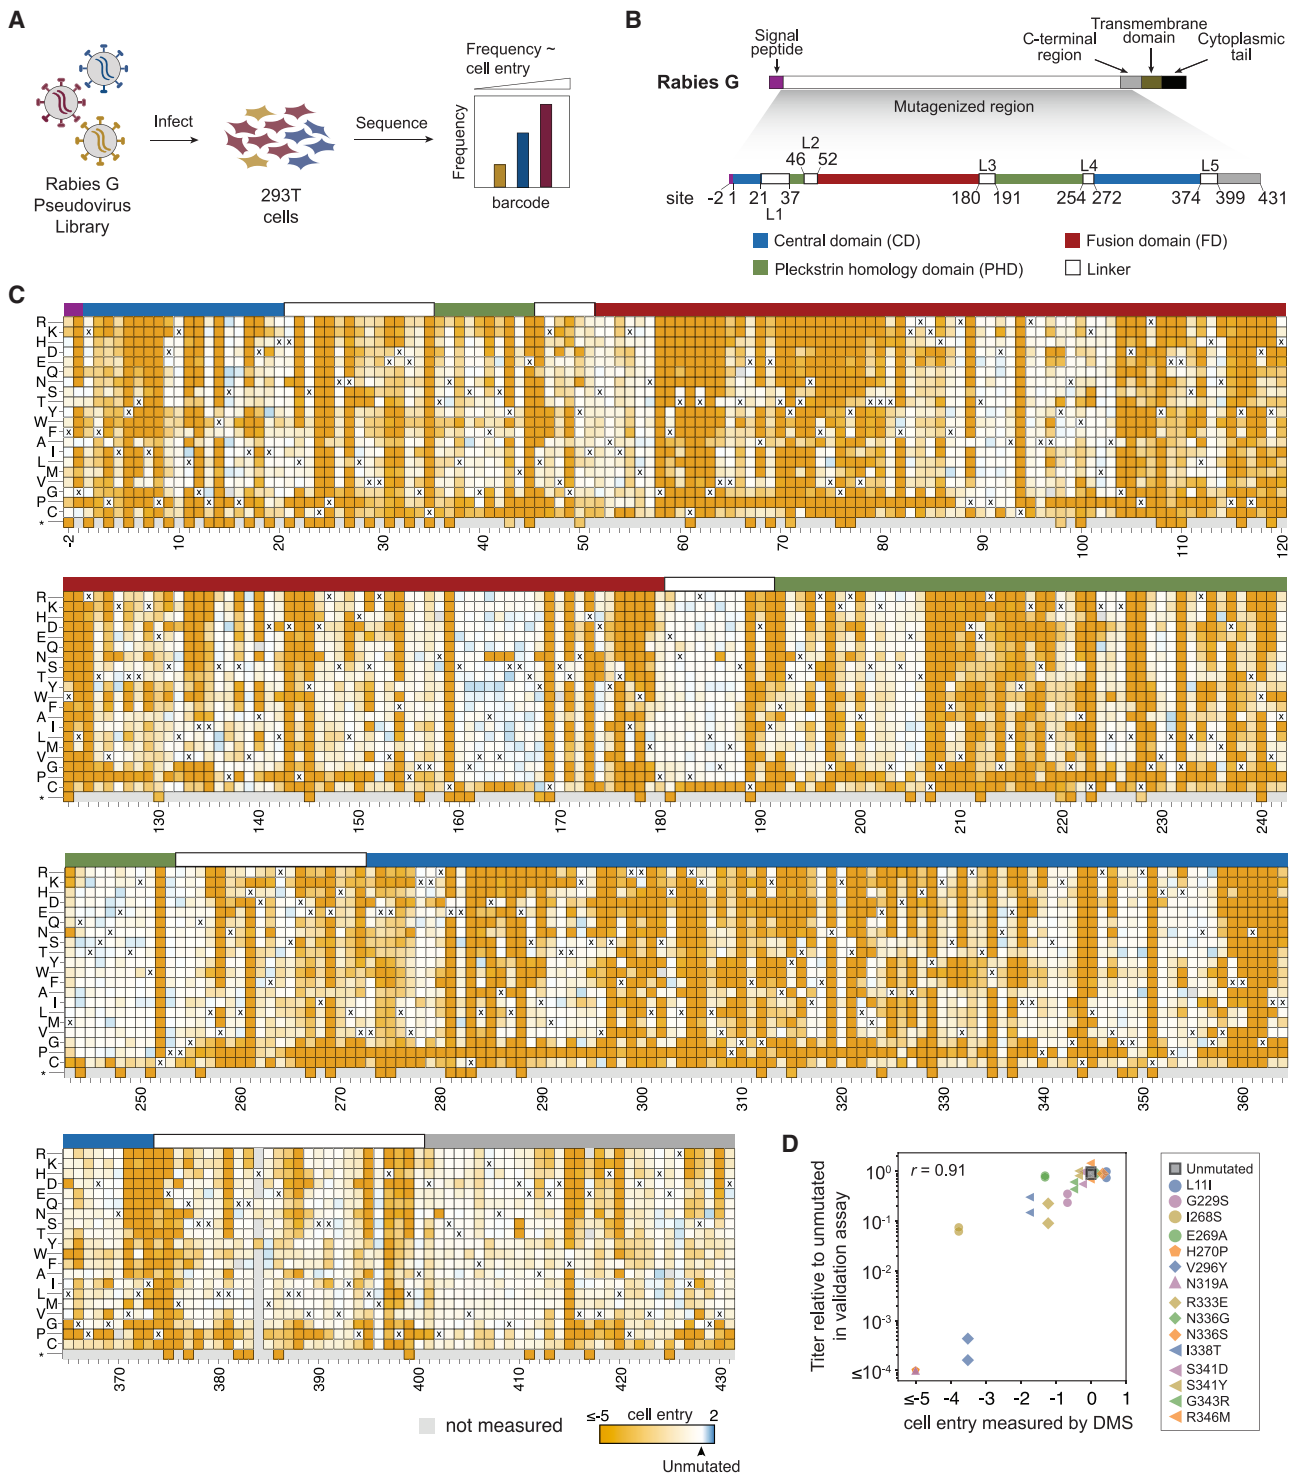 A
Frequency ~
cell entry
Infect
Sequence
Frequency
barcode
Rabies G
Pseudovirus
Library
293T
cells
B
Signal
peptide
C-terminal
region
Transmembrane
domain
Cytoplasmic
tail
Rabies G
Mutagenized region
L2
46 52
L3
L4
L5
site
-2 1 21 37 180 191 254 272 374 399 431
L1
Central domain (CD)
Fusion domain (FD)
Pleckstrin homology domain (PHD)
Linker
C
R
K
H
D
E
Q
N
S
T
Y
W
F
A
I
L
M
V
G
P
C
*
-2 10 20 30 40 50 60 70 80 90 100 110 120
R
K
H
D
E
Q
N
S
T
Y
W
F
A
I
L
M
V
G
P
C
*
130 140 150 160 170 180 190 200 210 220 230 240
R
K
H
D
E
Q
N
S
T
Y
W
F
A
I
L
M
V
G
P
C
*
250 260 270 280 290 300 310 320 330 340 350 360
R
K
H
D
E
Q
N
S
T
Y
W
F
A
I
L
M
V
G
P
C
*
370 380 390 400 410 420 430
not measured
≤-5 cell entry 2
Unmutated
D
r = 0.91
Titer relative to unmutated
in validation assay
10⁰
10⁻¹
10⁻²
10⁻³
≤10⁻⁴
≤-5 -4 -3 -2 -1 0 1
cell entry measured by DMS
Unmutated
L11I
G229S
I268S
E269A
H270P
V296Y
N319A
R333E
N336G
N336S
I338T
S341D
S341Y
G343R
R346M